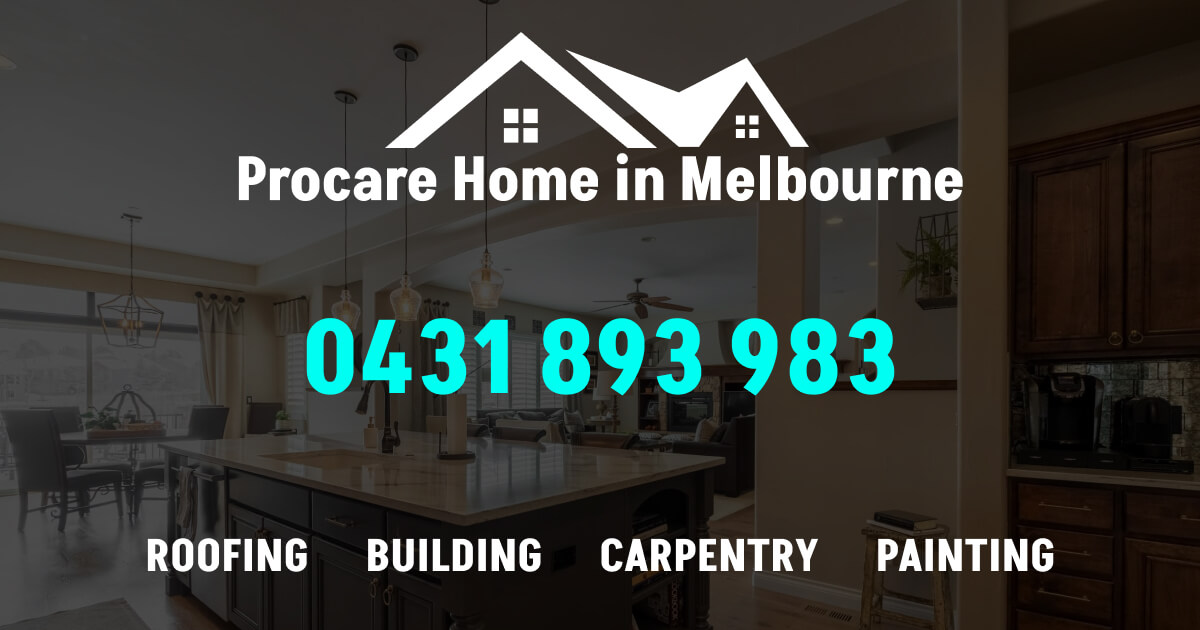 Procare Home in Melbourne
0431 893 983
ROOFING BUILDING CARPENTRY PAINTING